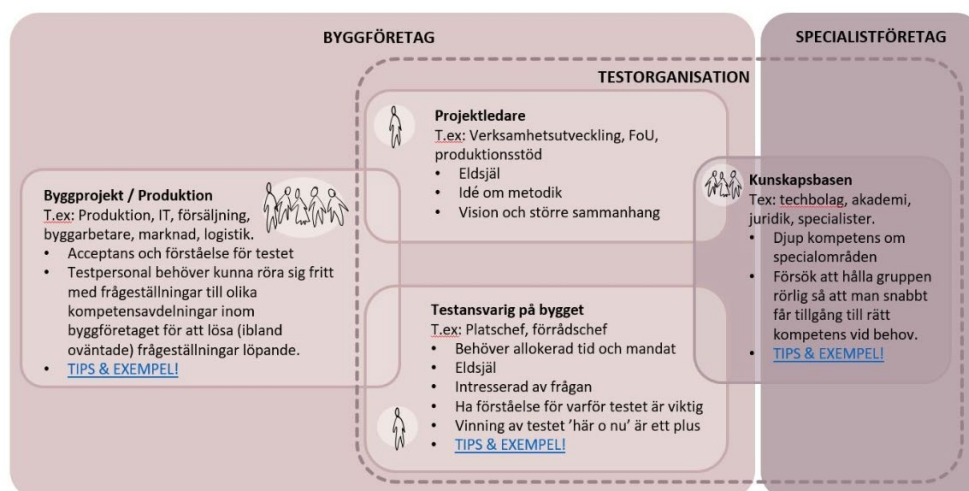 BYGGFÖRETAG
SPECIALISTFÖRETAG
TESTORGANISATION
Projektledare
T.ex: Verksamhetsutveckling, FoU,
produktionsstöd
• Eldsjäl
• Idé om metodik
• Vision och större sammanhang
Byggprojekt / Produktion
T.ex: Produktion, IT, försäljning,
byggarbetare, marknad, logistik.
• Acceptans och förståelse för testet
• Testpersonal behöver kunna röra sig fritt
med frågeställningar till olika
kompetensavdelningar inom
byggföretaget för att lösa (ibland
oväntade) frågeställningar löpande.
• TIPS & EXEMPEL!
Kunskapsbasen
Tex: techbolag, akademi,
juridik, specialister.
• Djup kompetens om
specialområden
• Försök att hålla gruppen
rörlig så att man snabbt
får tillgång till rätt
kompetens vid behov.
• TIPS & EXEMPEL!
Testansvarig på bygget
T.ex: Platschef, förrådschef
• Behöver allokerad tid och mandat
• Eldsjäl
• Intresserad av frågan
• Ha förståelse för varför testet är viktig
• Vinning av testet 'här o nu' är ett plus
• TIPS & EXEMPEL!